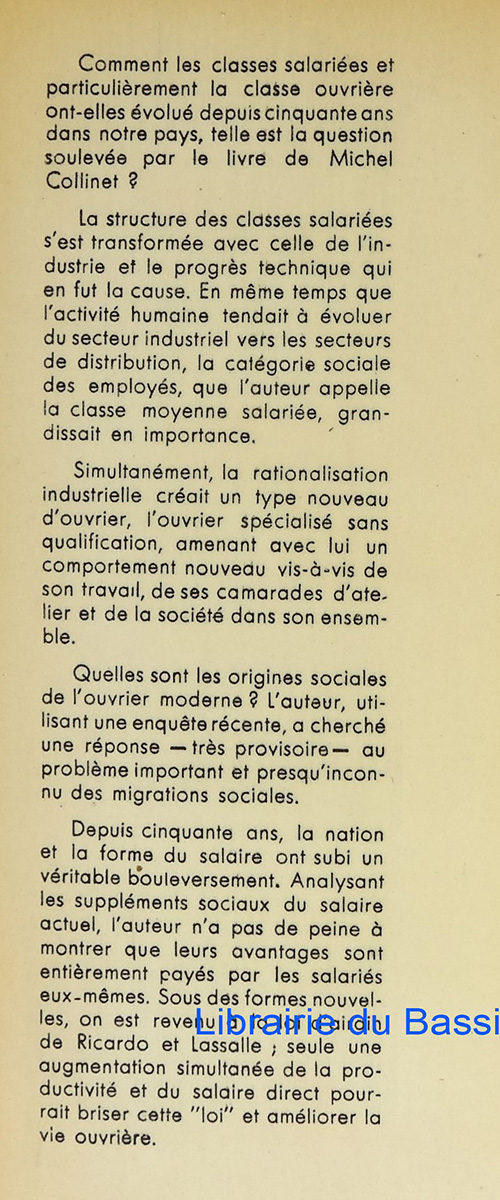 Comment les classes salariées et
particulièrement la classe ouvrière
ont-elles évolué depuis cinquante ans
dans notre pays, telle est la question
soulevée par le livre de Michel
Collinet ?
La structure des classes salariées
s'est transformée avec celle de l'in-
dustrie et le progrès technique qui
en fut la cause. En même temps que
l'activité humaine tendait à évoluer
du secteur industriel vers les secteurs
de distribution, la catégorie sociale
des employés, que l'auteur appelle
la classe moyenne salariée, gran-
dissait en importance.
Simultanément, la rationalisation
industrielle créait un type nouveau
d'ouvrier, l'ouvrier spécialisé sans
qualification, amenant avec lui un
comportement nouveau vis-à-vis de
son travail, de ses camarades d'ate-
lier et de la société dans son ensem-
ble.
Quelles sont les origines sociales
de l'ouvrier moderne ? L'auteur, uti-
lisant une enquête récente, a cherché
une réponse — très provisoire — au
problème important et presqu'incon-
nu des migrations sociales.
Depuis cinquante ans, la nation
et la forme du salaire ont subi un
véritable bouleversement. Analysant
les suppléments sociaux du salaire
actuel, l'auteur n'a pas de peine à
montrer que leurs avantages sont
entièrement payés par les salariés
eux-mêmes. Sous des formes nouvel-
les, on est revenu à la loi d'airain
Librairie du Bassi
de Ricardo et Lassalle ; seule une
augmentation simultanée de la pro-
ductivité et du salaire direct pour-
rait briser cette "loi" et améliorer la
vie ouvrière.